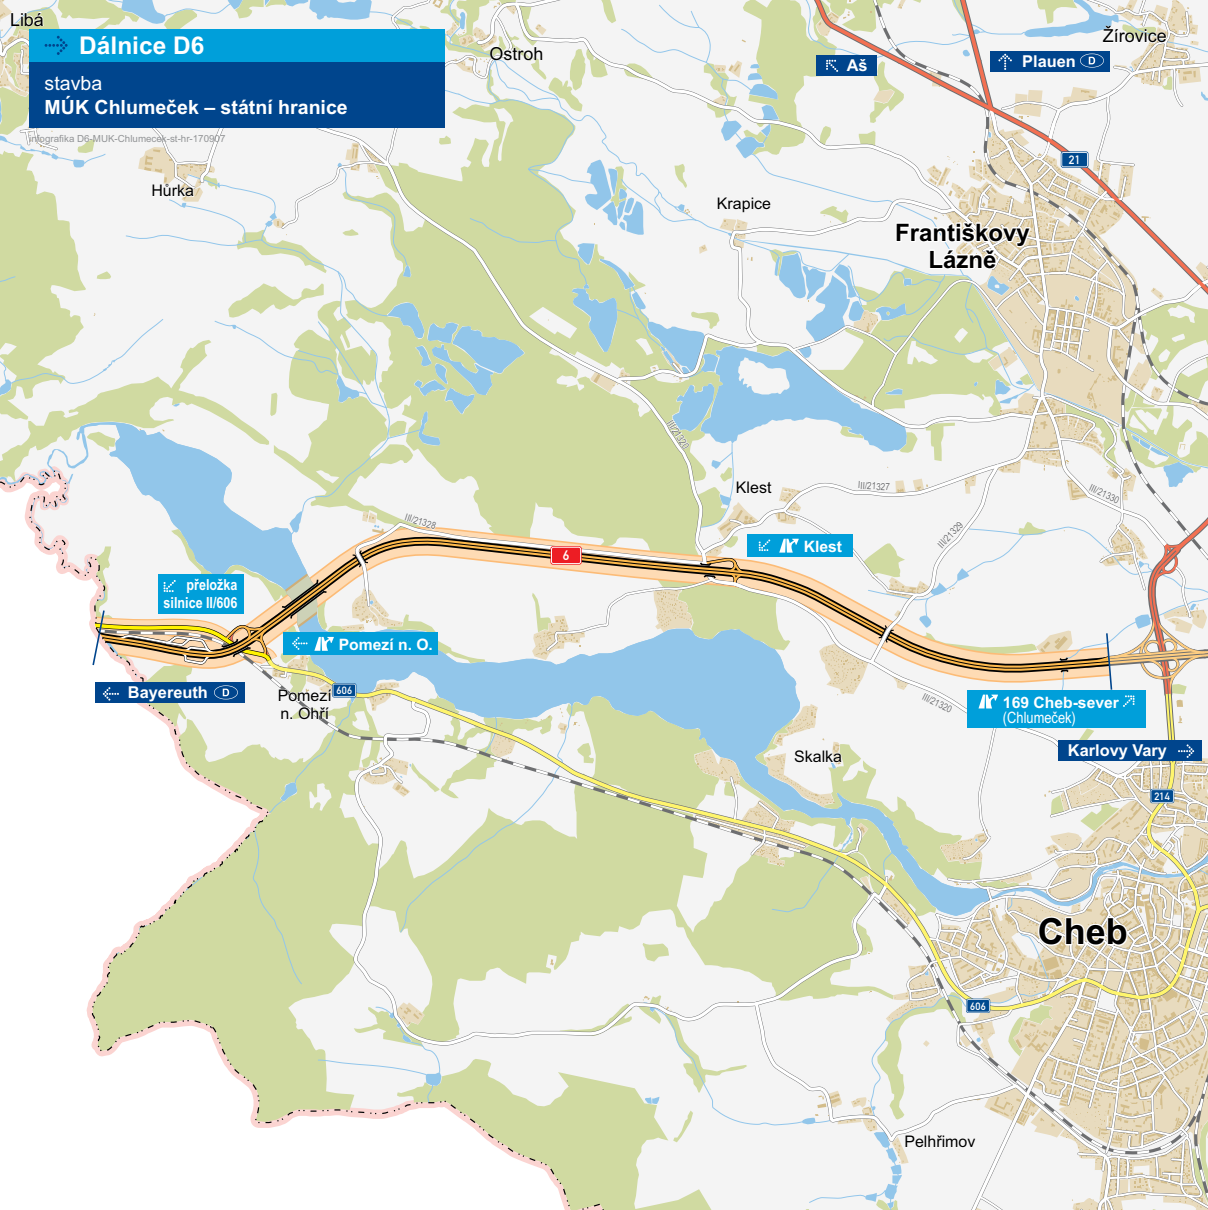 Libá
Dálnice D6
stavba
MÚK Chlumeček – státní hranice
infografika D6-MUK-Chlumecek-st-hr-170907
Ostroh
Žírovice
Aš
Plauen D
21
Hůrka
Krapice
Františkovy
Lázně
III/21320
Klest
III/21327
III/21330
III/21328
III/21329
6
Klest
přeložka
silnice II/606
Pomezí n. O.
Bayereuth D
Pomezí
n. Ohří
606
III/21320
169 Cheb-sever
(Chlumeček)
Karlovy Vary
Skalka
214
Cheb
606
Pelhřimov